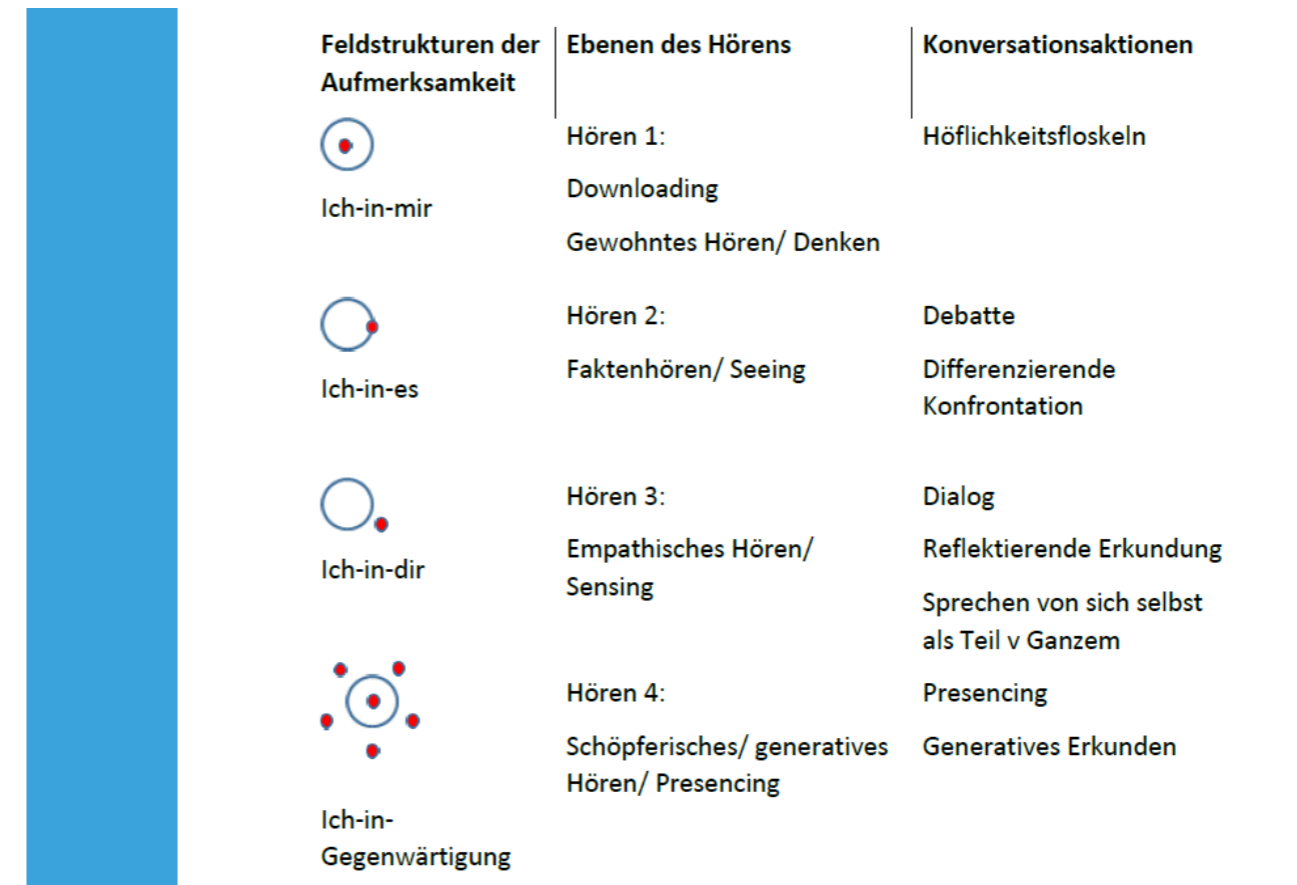 Feldstrukturen der Aufmerksamkeit
Ebenen des Hörens
Konversationsaktionen
Ich-in-mir
Hören 1:
Downloading
Gewohntes Hören/ Denken
Höflichkeitsfloskeln
Ich-in-es
Hören 2:
Faktenhören/ Seeing
Debatte
Differenzierende
Konfrontation
Ich-in-dir
Hören 3:
Empathisches Hören/
Sensing
Dialog
Reflektierende Erkundung
Sprechen von sich selbst
als Teil v Ganzem
Ich-in-
Gegenwärtigung
Hören 4:
Schöpferisches/ generatives
Hören/ Presencing
Presencing
Generatives Erkunden